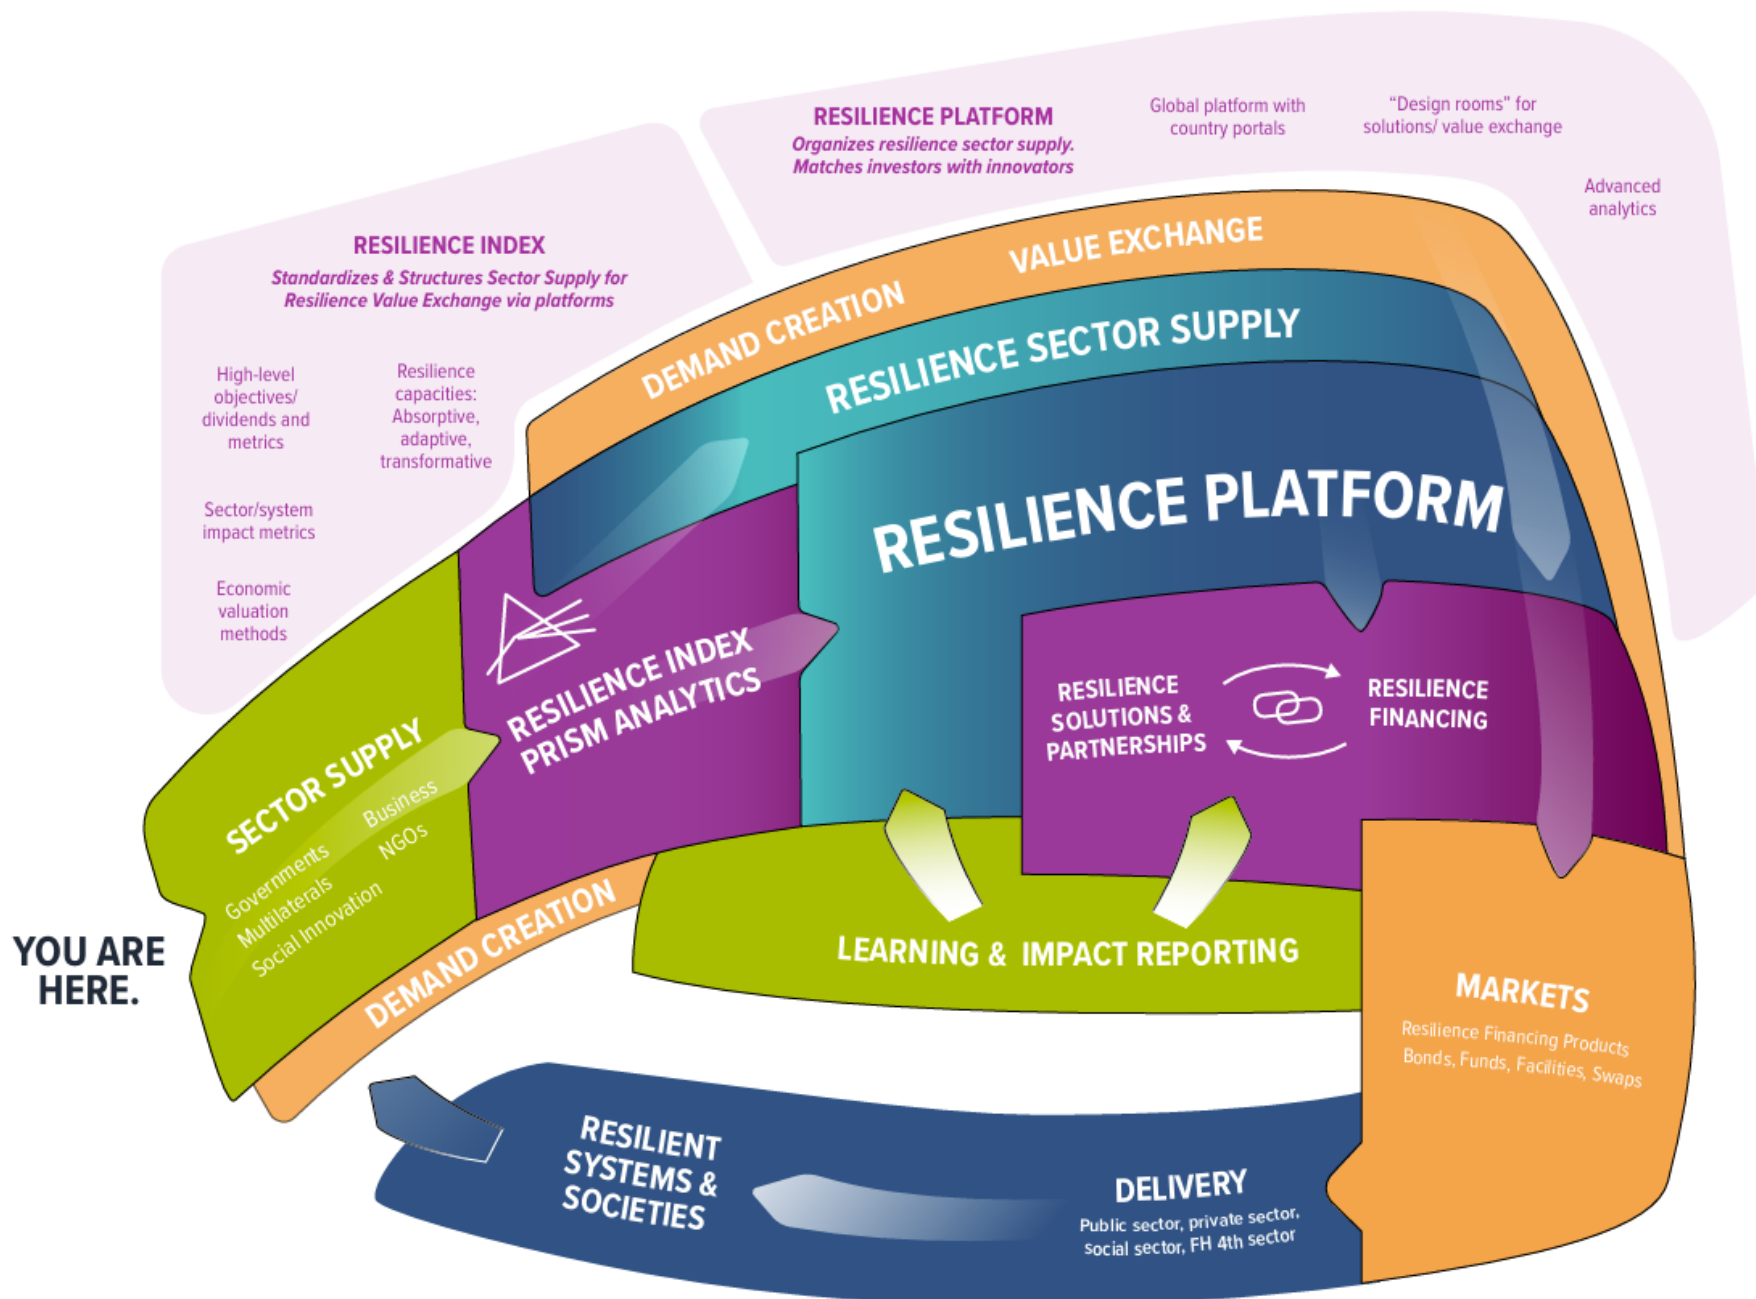 RESILIENCE PLATFORM
Organizes resilience sector supply.
Matches investors with innovators
Global platform with
country portals
“Design rooms” for
solutions/ value exchange
Advanced
analytics
RESILIENCE INDEX
Standardizes & Structures Sector Supply for
Resilience Value Exchange via platforms
High-level
objectives/
dividends and
metrics
Resilience
capacities:
Absorptive,
adaptive,
transformative
Sector/system
impact metrics
Economic
valuation
methods
DEMAND CREATION
VALUE EXCHANGE
RESILIENCE SECTOR SUPPLY
RESILIENCE PLATFORM
RESILIENCE INDEX
PRISM ANALYTICS
RESILIENCE
SOLUTIONS &
PARTNERSHIPS
RESILIENCE
FINANCING
SECTOR SUPPLY
Business
Governments
NGOs
Multilaterals
Social Innovation
YOU ARE
HERE.
DEMAND CREATION
LEARNING & IMPACT REPORTING
MARKETS
Resilience Financing Products
Bonds, Funds, Facilities, Swaps
RESILIENT
SYSTEMS &
SOCIETIES
DELIVERY
Public sector, private sector,
social sector, FH 4th sector